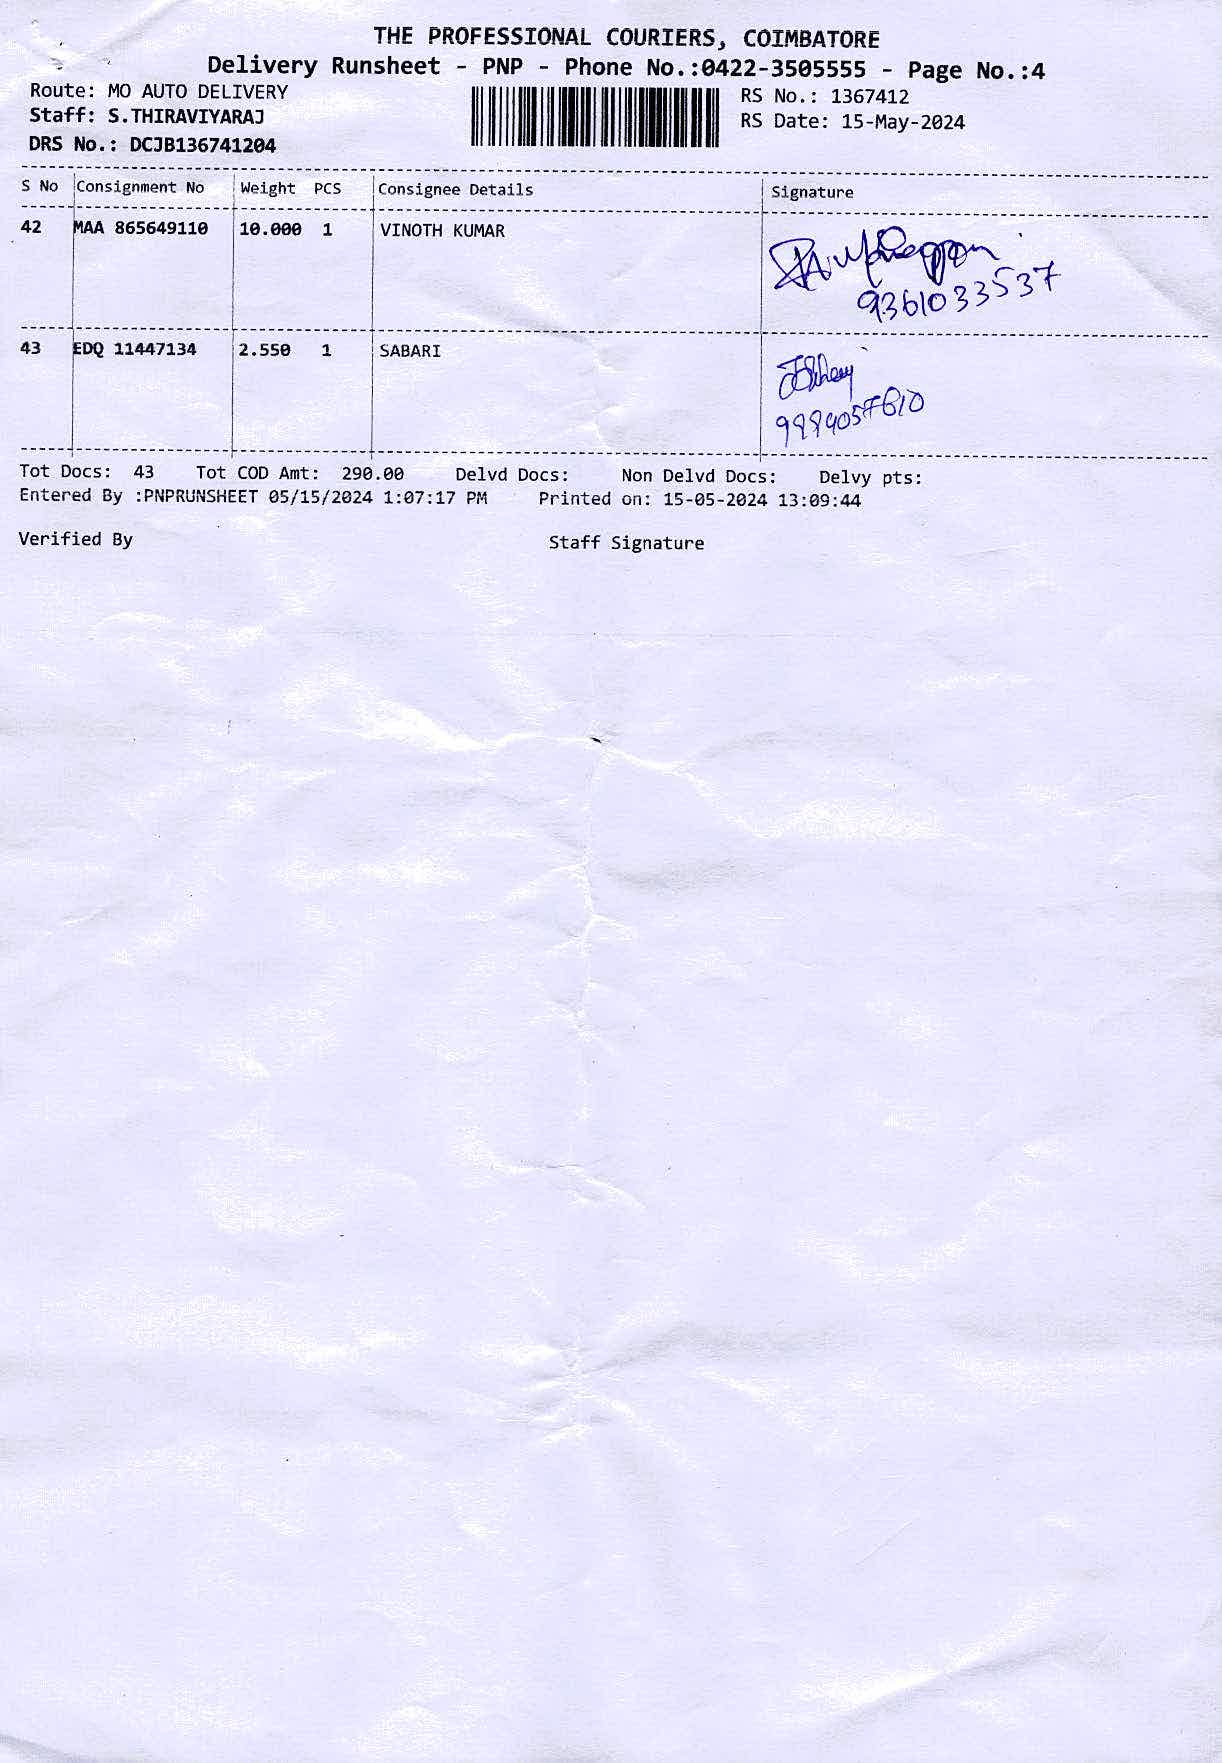 THE PROFESSIONAL COURIERS, COIMBATORE
Delivery Runsheet - PNP - Phone No.:0422-3505555 - Page No.:4
Route: MO AUTO DELIVERY RS No.: 1367412
Staff: S.THIRAVIYARAJ RS Date: 15-May-2024
DRS No.: DCJB136741204
S No Consignment No Weight PCS Consignee Details Signature
42 MAA 865649110 10.000 1 VINOTH KUMAR
9361033537
43 EDQ 11447134 2.550 1 SABARI
Tot Docs: 43 Tot COD Amt: 290.00 Delvd Docs: Non Delvd Docs: Delvy pts:
Entered By :PNPRUNSHEET 05/15/2024 1:07:17 PM Printed on: 15-05-2024 13:09:44
Verified By Staff Signature